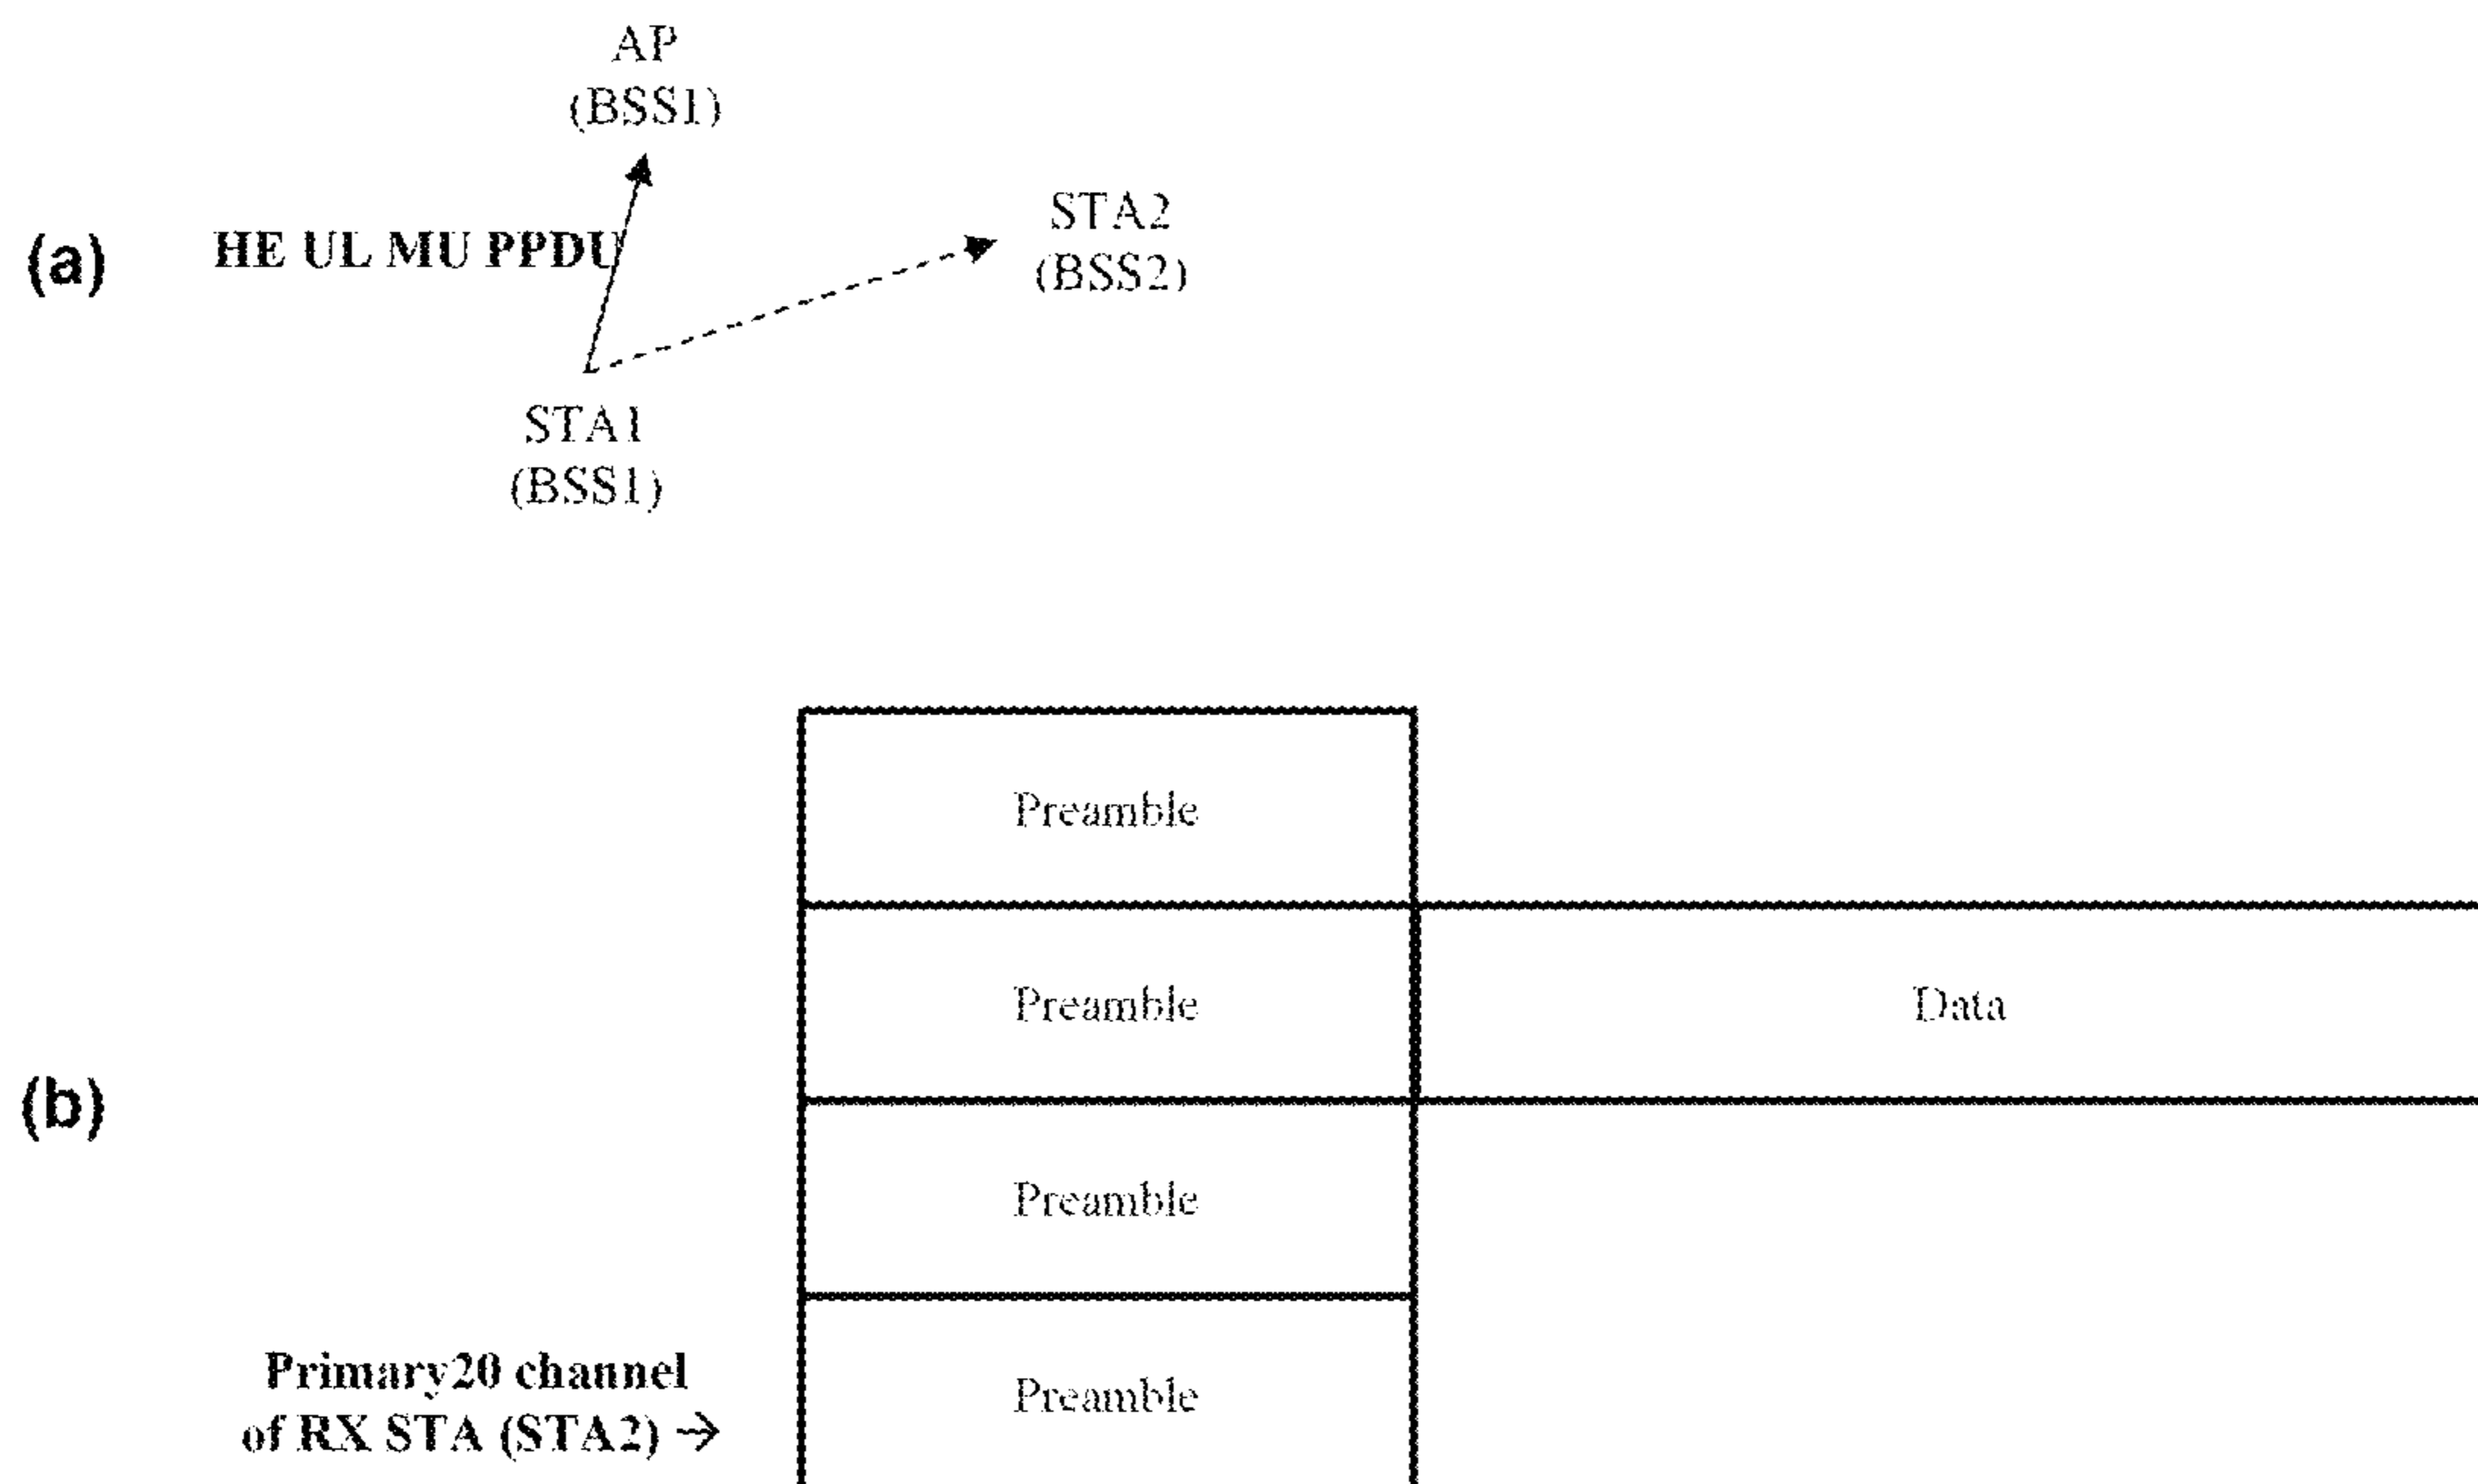 AP
(BSS1)
(a)
HE UL MU PPDU
STA2
(BSS2)
STA1
(BSS1)
Preamble
Preamble
Data
(b)
Preamble
Preamble
Primary20 channel
of RX STA (STA2) →